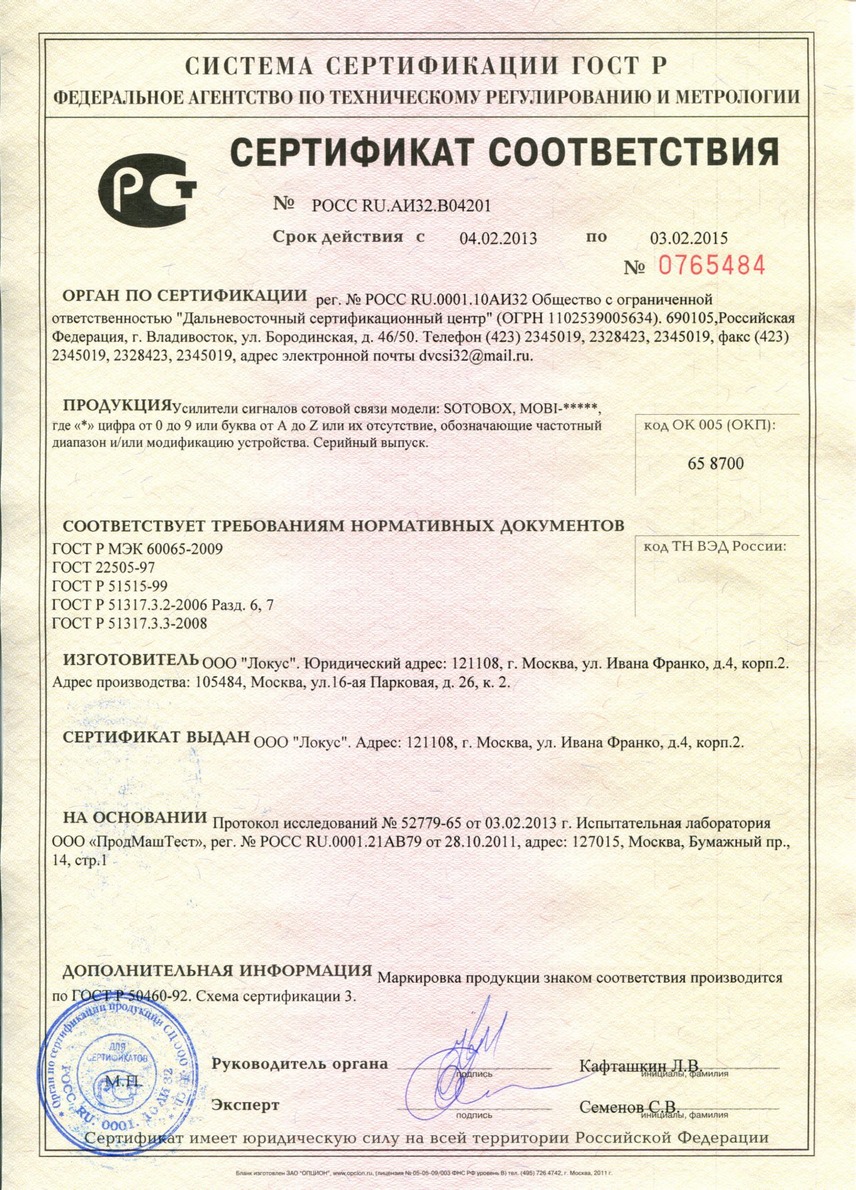 СИСТЕМА СЕРТИФИКАЦИИ ГОСТ Р
ФЕДЕРАЛЬНОЕ АГЕНТСТВО ПО ТЕХНИЧЕСКОМУ РЕГУЛИРОВАНИЮ И МЕТРОЛОГИИ
СЕРТИФИКАТ СООТВЕТСТВИЯ
РСТ
№ РОСС RU.АИ32.В04201
Срок действия с 04.02.2013 по 03.02.2015
№ 0765484
ОРГАН ПО СЕРТИФИКАЦИИ рег. № РОСС RU.0001.10АИ32 Общество с ограниченной
ответственностью "Дальневосточный сертификационный центр" (ОГРН 1102539005634). 690105,Российская
Федерация, г. Владивосток, ул. Бородинская, д. 46/50. Телефон (423) 2345019, 2328423, 2345019, факс (423)
2345019, 2328423, 2345019, адрес электронной почты dvcsi32@mail.ru.
ПРОДУКЦИЯ Усилители сигналов сотовой связи модели: SOTOBOX, MOBI-*****,
где «*» цифра от 0 до 9 или буква от A до Z или их отсутствие, обозначающие частотный
диапазон и/или модификацию устройства. Серийный выпуск.
код ОК 005 (ОКП):
65 8700
СООТВЕТСТВУЕТ ТРЕБОВАНИЯМ НОРМАТИВНЫХ ДОКУМЕНТОВ
ГОСТ Р МЭК 60065-2009
ГОСТ 22505-97
ГОСТ Р 51515-99
ГОСТ Р 51317.3.2-2006 Разд. 6, 7
ГОСТ Р 51317.3.3-2008
код ТН ВЭД России:
ИЗГОТОВИТЕЛЬ ООО "Локус". Юридический адрес: 121108, г. Москва, ул. Ивана Франко, д.4, корп.2.
Адрес производства: 105484, Москва, ул.16-ая Парковая, д. 26, к. 2.
СЕРТИФИКАТ ВЫДАН ООО "Локус". Адрес: 121108, г. Москва, ул. Ивана Франко, д.4, корп.2.
НА ОСНОВАНИИ Протокол исследований № 52779-65 от 03.02.2013 г. Испытательная лаборатория
ООО «ПродМашТест», рег. № РОСС RU.0001.21АВ79 от 28.10.2011, адрес: 127015, Москва, Бумажный пр.,
14, стр.1
ДОПОЛНИТЕЛЬНАЯ ИНФОРМАЦИЯ Маркировка продукции знаком соответствия производится
по ГОСТ Р 50460-92. Схема сертификации 3.
Орган по сертификации продукции
ДЛЯ
СЕРТИФИКАТОВ
М.П.
РОСС RU. 0001. 10 АИ 32
Руководитель органа
подпись
Кафташкин Л.В.
инициалы, фамилия
Эксперт
подпись
Семенов С.В.
инициалы, фамилия
Сертификат имеет юридическую силу на всей территории Российской Федерации
Бланк изготовлен ЗАО "ОПЦИОН", www.opcion.ru, (лицензия № 05-05-09/003 ФНС РФ уровень B) тел. (495) 726 4742, г. Москва, 2011 г.